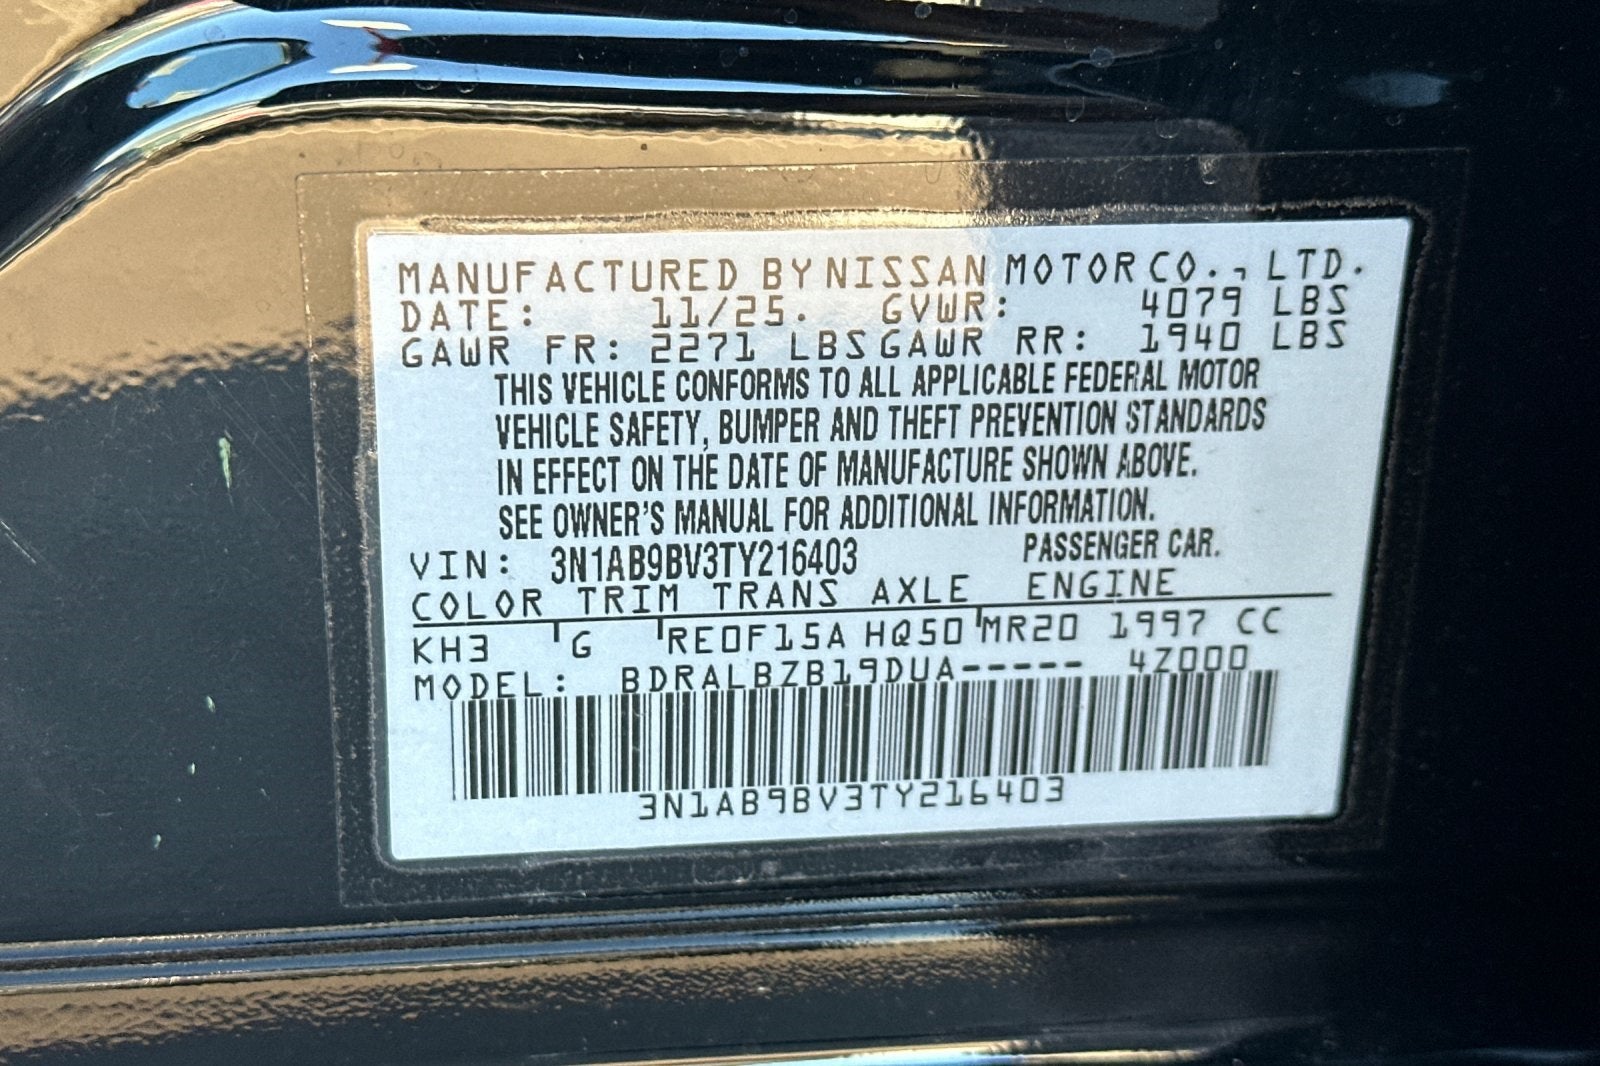 MANUFACTURED BY NISSAN MOTOR CO., LTD.
DATE: 11/25. GVWR: 4079 LBS
GAWR FR: 2271 LBS GAWR RR: 1940 LBS
THIS VEHICLE CONFORMS TO ALL APPLICABLE FEDERAL MOTOR
VEHICLE SAFETY, BUMPER AND THEFT PREVENTION STANDARDS
IN EFFECT ON THE DATE OF MANUFACTURE SHOWN ABOVE.
SEE OWNER'S MANUAL FOR ADDITIONAL INFORMATION.
VIN: 3N1AB9BV3TY216403 PASSENGER CAR.
COLOR TRIM TRANS AXLE ENGINE
KH3 G RE0F15A HQ50 MR20 1997 CC
MODEL: BDRALBZB19DUA----- 4Z000
3N1AB9BV3TY216403